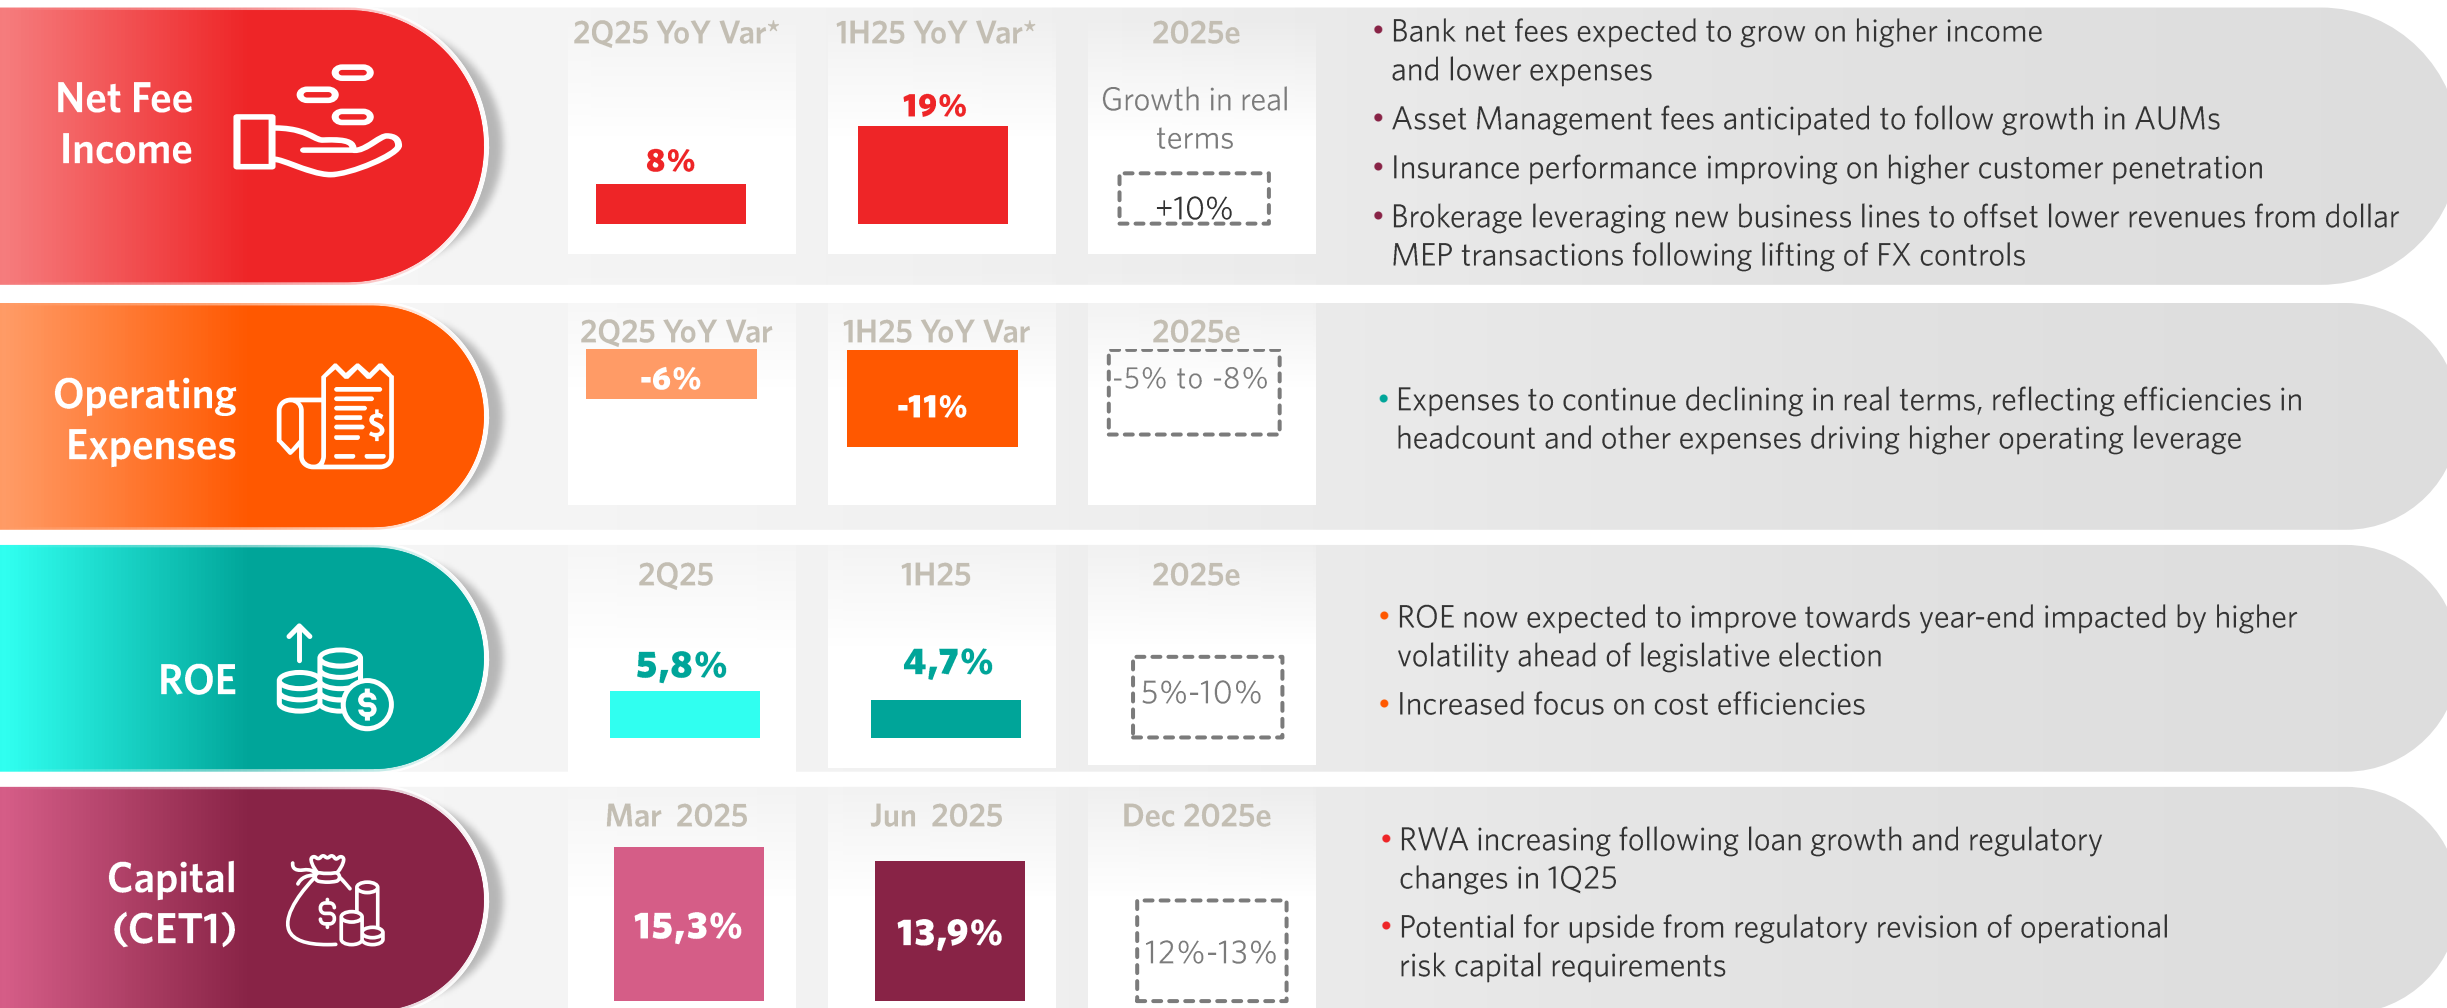 Net Fee
Income
2Q25 YoY Var*
8%
1H25 YoY Var*
19%
2025e
Growth in real
terms
+10%
• Bank net fees expected to grow on higher income
and lower expenses
• Asset Management fees anticipated to follow growth in AUMs
• Insurance performance improving on higher customer penetration
• Brokerage leveraging new business lines to offset lower revenues from dollar
MEP transactions following lifting of FX controls
Operating
Expenses
2Q25 YoY Var
-6%
1H25 YoY Var
-11%
2025e
-5% to -8%
• Expenses to continue declining in real terms, reflecting efficiencies in
headcount and other expenses driving higher operating leverage
ROE
2Q25
5,8%
1H25
4,7%
2025e
5%-10%
• ROE now expected to improve towards year-end impacted by higher
volatility ahead of legislative election
• Increased focus on cost efficiencies
Capital
(CET1)
Mar 2025
15,3%
Jun 2025
13,9%
Dec 2025e
12%-13%
• RWA increasing following loan growth and regulatory
changes in 1Q25
• Potential for upside from regulatory revision of operational
risk capital requirements